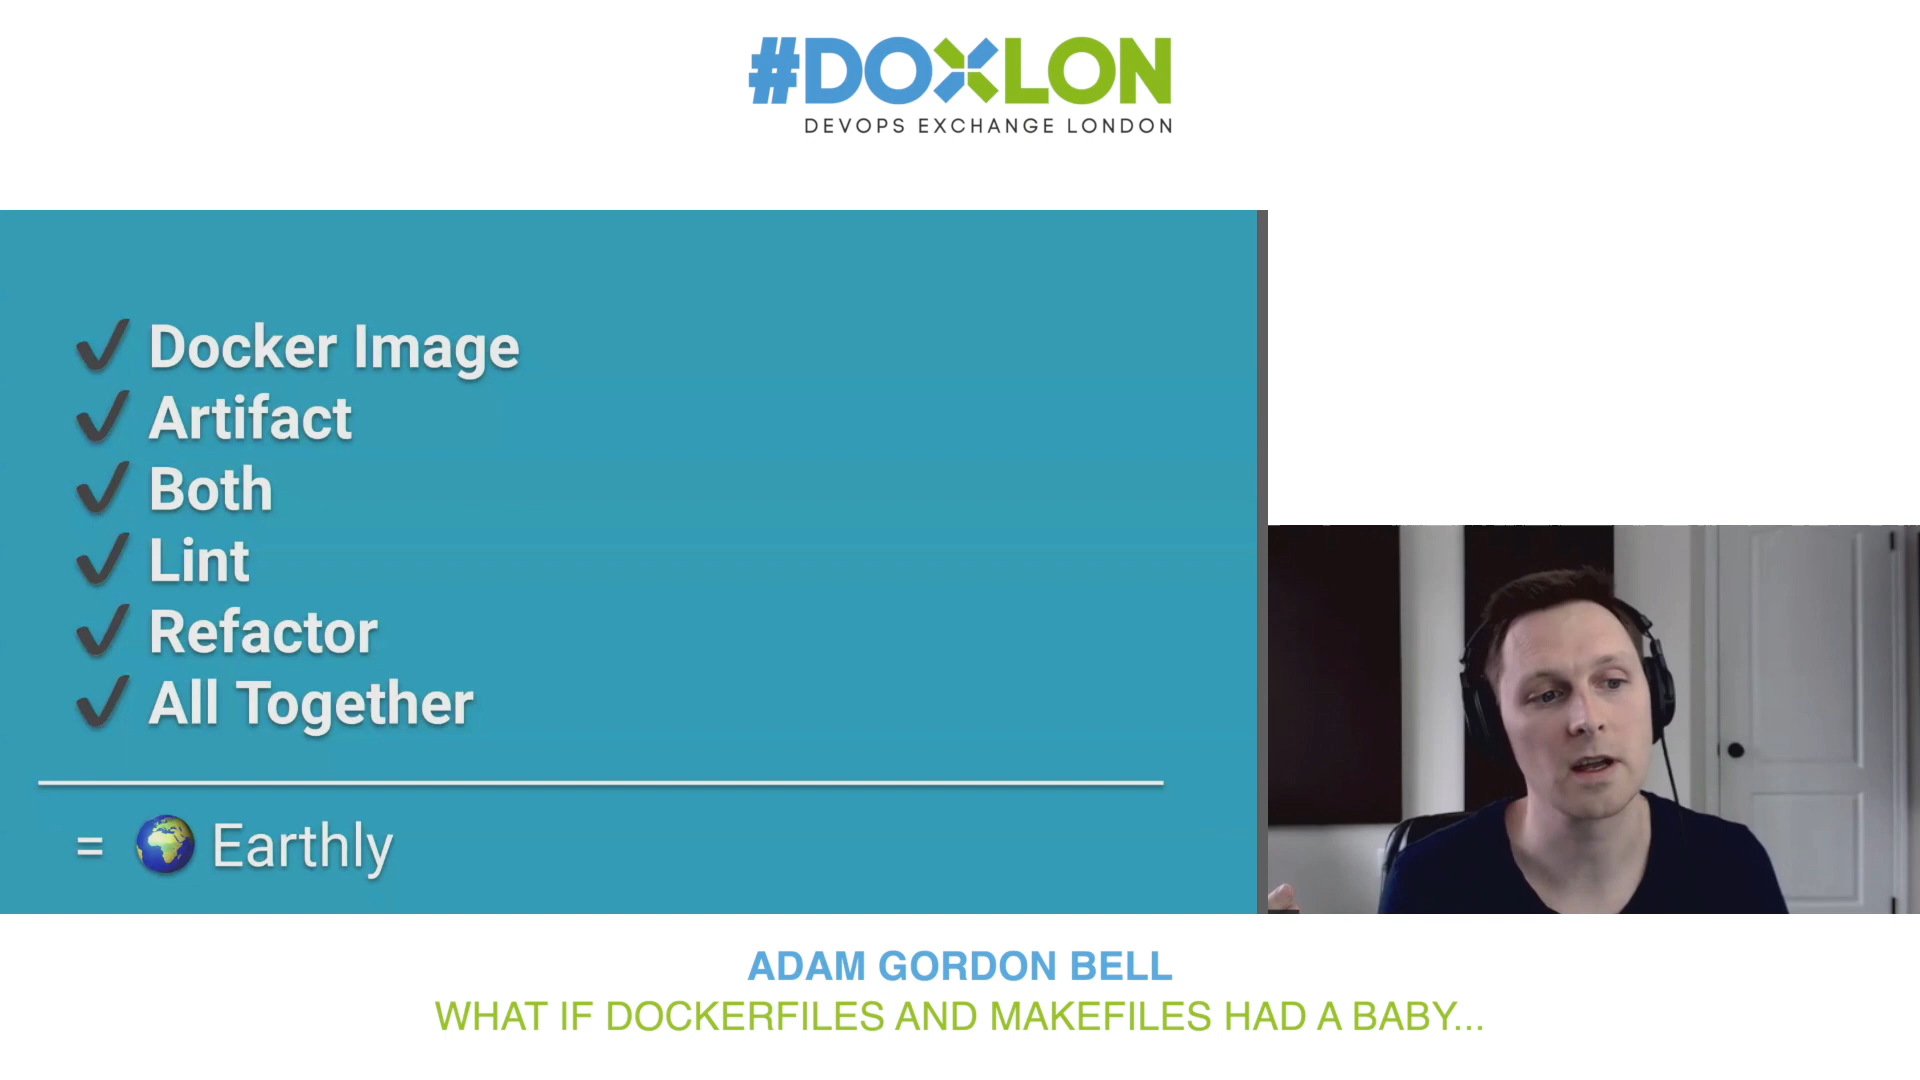 #DOXLON
DEVOPS EXCHANGE LONDON
✔ Docker Image
✔ Artifact
✔ Both
✔ Lint
✔ Refactor
✔ All Together
= 🌍 Earthly
ADAM GORDON BELL
WHAT IF DOCKERFILES AND MAKEFILES HAD A BABY...